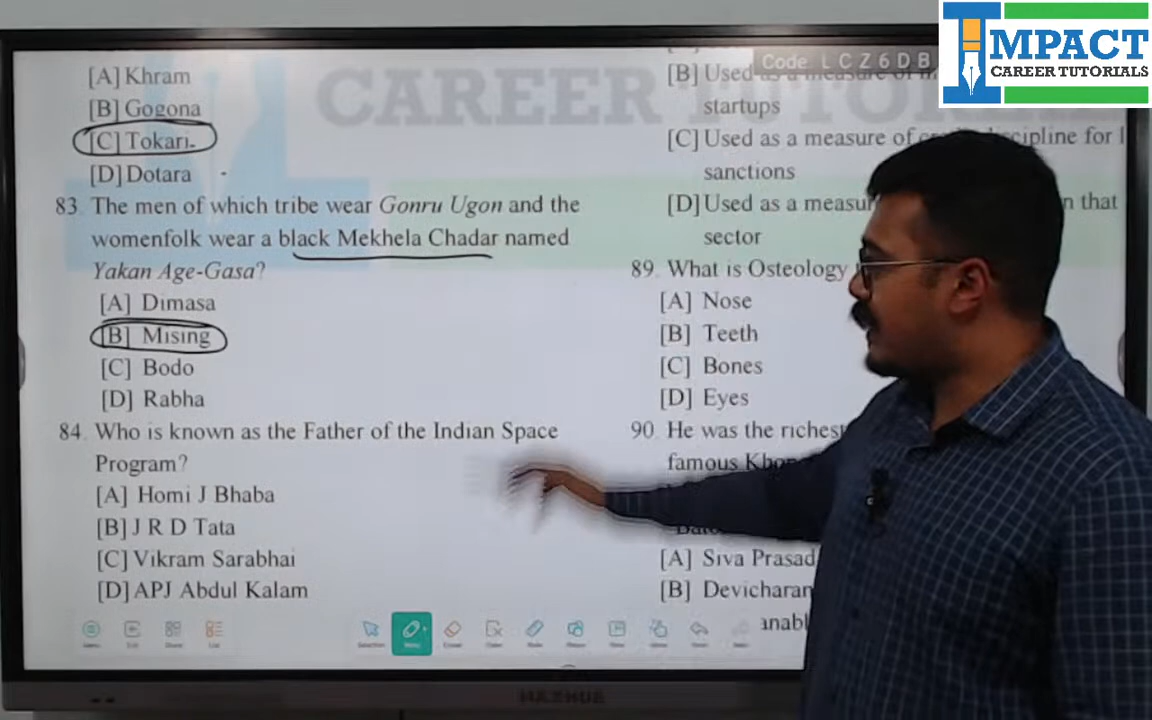 IMPACT
CAREER TUTORIALS
CAREER
Code L C Z 6 D B
[A] Khram
[B] Gogona
[C] Tokari
[D] Dotara
83. The men of which tribe wear Gonru Ugon and the
womenfolk wear a black Mekhela Chadar named
Yakan Age-Gasa?
[A] Dimasa
[B] Mising
[C] Bodo
[D] Rabha
84. Who is known as the Father of the Indian Space
Program?
[A] Homi J Bhaba
[B] J R D Tata
[C] Vikram Sarabhai
[D] APJ Abdul Kalam
[B] Used as a measure of
startups
[C] Used as a measure of
sanctions
[D] Used as a that
sector
89. What is Osteology
[A] Nose
[B] Teeth
[C] Bones
[D] Eyes
90. He was the
famous
[A] Siva Prasad
[B] Devicharan
MAXHUB